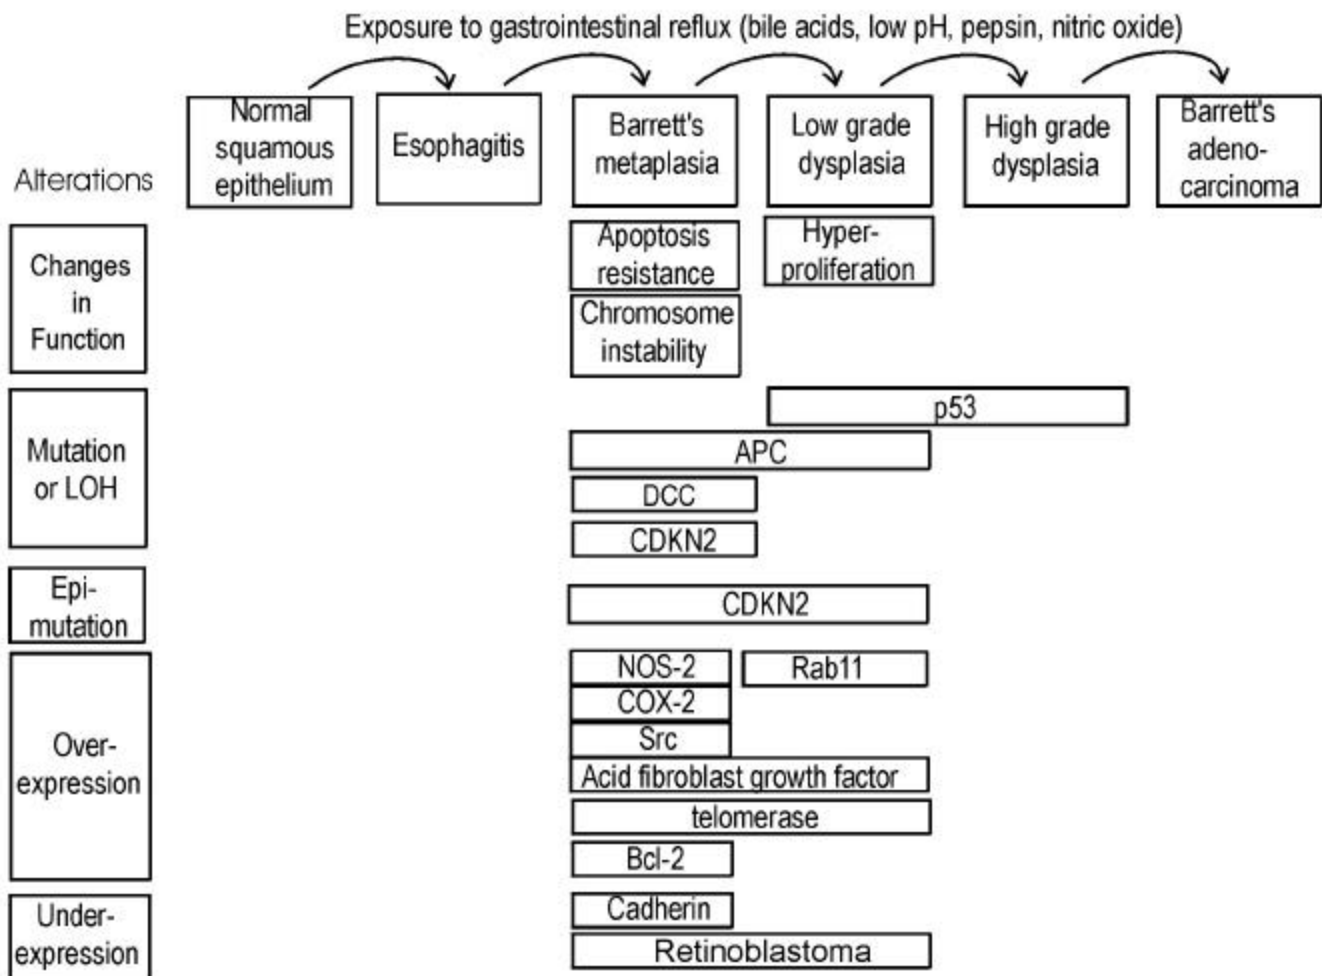 Exposure to gastrointestinal reflux (bile acids, low pH, pepsin, nitric oxide)
Normal
squamous
epithelium
Esophagitis
Barrett's
metaplasia
Low grade
dysplasia
High grade
dysplasia
Barrett's
adeno-
carcinoma
Alterations
Changes
in
Function
Apoptosis
resistance
Hyper-
proliferation
Chromosome
instability
Mutation
or LOH
p53
APC
DCC
CDKN2
Epi-
mutation
CDKN2
Over-
expression
NOS-2
Rab11
COX-2
Src
Acid fibroblast growth factor
telomerase
Bcl-2
Under-
expression
Cadherin
Retinoblastoma